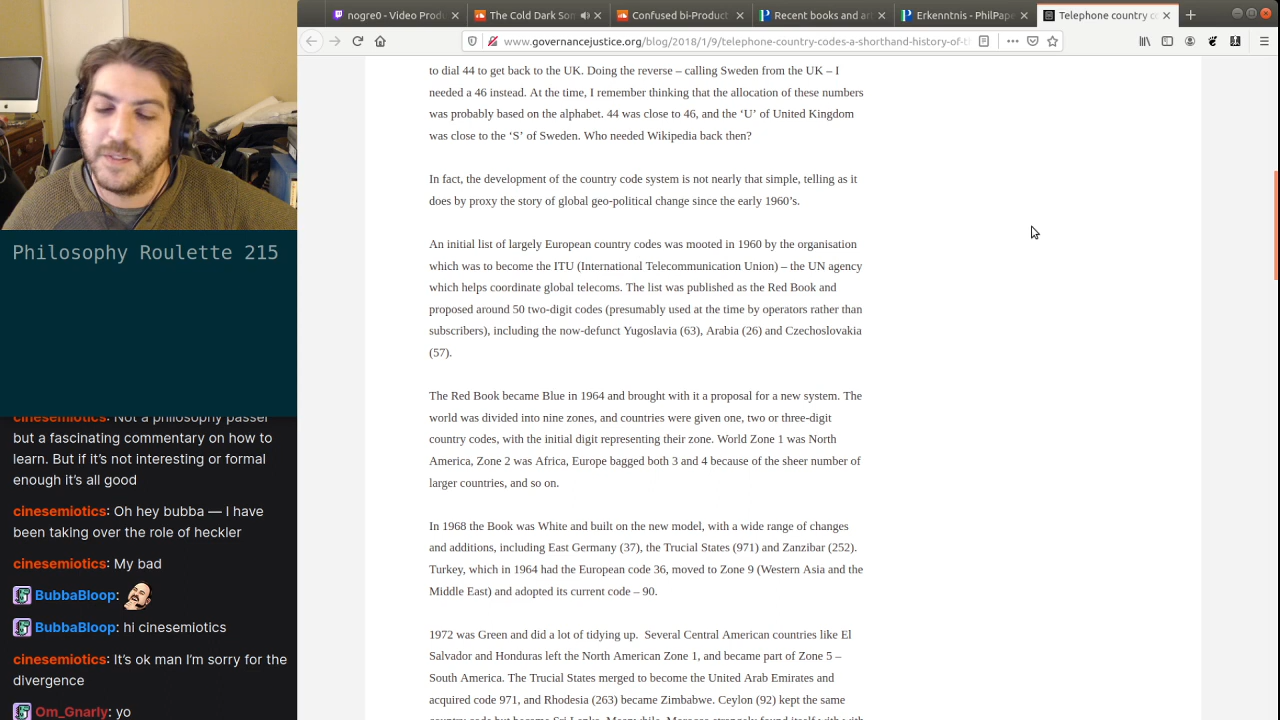 nogre0 - Video Produ
The Cold Dark Son
Confused bi-Product
Recent books and art
Erkenntnis - PhilPape
Telephone country co
www.governancejustice.org/blog/2018/1/9/telephone-country-codes-a-shorthand-history-of-t
to dial 44 to get back to the UK. Doing the reverse – calling Sweden from the UK – I
needed a 46 instead. At the time, I remember thinking that the allocation of these numbers
was probably based on the alphabet. 44 was close to 46, and the ‘U’ of United Kingdom
was close to the ‘S’ of Sweden. Who needed Wikipedia back then?
In fact, the development of the country code system is not nearly that simple, telling as it
does by proxy the story of global geo-political change since the early 1960’s.
An initial list of largely European country codes was mooted in 1960 by the organisation
which was to become the ITU (International Telecommunication Union) – the UN agency
which helps coordinate global telecoms. The list was published as the Red Book and
proposed around 50 two-digit codes (presumably used at the time by operators rather than
subscribers), including the now-defunct Yugoslavia (63), Arabia (26) and Czechoslovakia
(57).
The Red Book became Blue in 1964 and brought with it a proposal for a new system. The
world was divided into nine zones, and countries were given one, two or three-digit
country codes, with the initial digit representing their zone. World Zone 1 was North
America, Zone 2 was Africa, Europe bagged both 3 and 4 because of the sheer number of
larger countries, and so on.
In 1968 the Book was White and built on the new model, with a wide range of changes
and additions, including East Germany (37), the Trucial States (971) and Zanzibar (252).
Turkey, which in 1964 had the European code 36, moved to Zone 9 (Western Asia and the
Middle East) and adopted its current code – 90.
1972 was Green and did a lot of tidying up. Several Central American countries like El
Salvador and Honduras left the North American Zone 1, and became part of Zone 5 –
South America. The Trucial States merged to become the United Arab Emirates and
acquired code 971, and Rhodesia (263) became Zimbabwe. Ceylon (92) kept the same
country code but became Sri Lanka. Meanwhile, Morocco strangely found itself with with
Philosophy Roulette 215
cinesemiotics: Not a philosophy passer
but a fascinating commentary on how to
learn. But if it’s not interesting or formal
enough it’s all good
cinesemiotics: Oh hey bubba — I have
been taking over the role of heckler
cinesemiotics: My bad
BubbaBloop:
BubbaBloop: hi cinesemiotics
cinesemiotics: It’s ok man I’m sorry for the
divergence
Om_Gnarly: yo